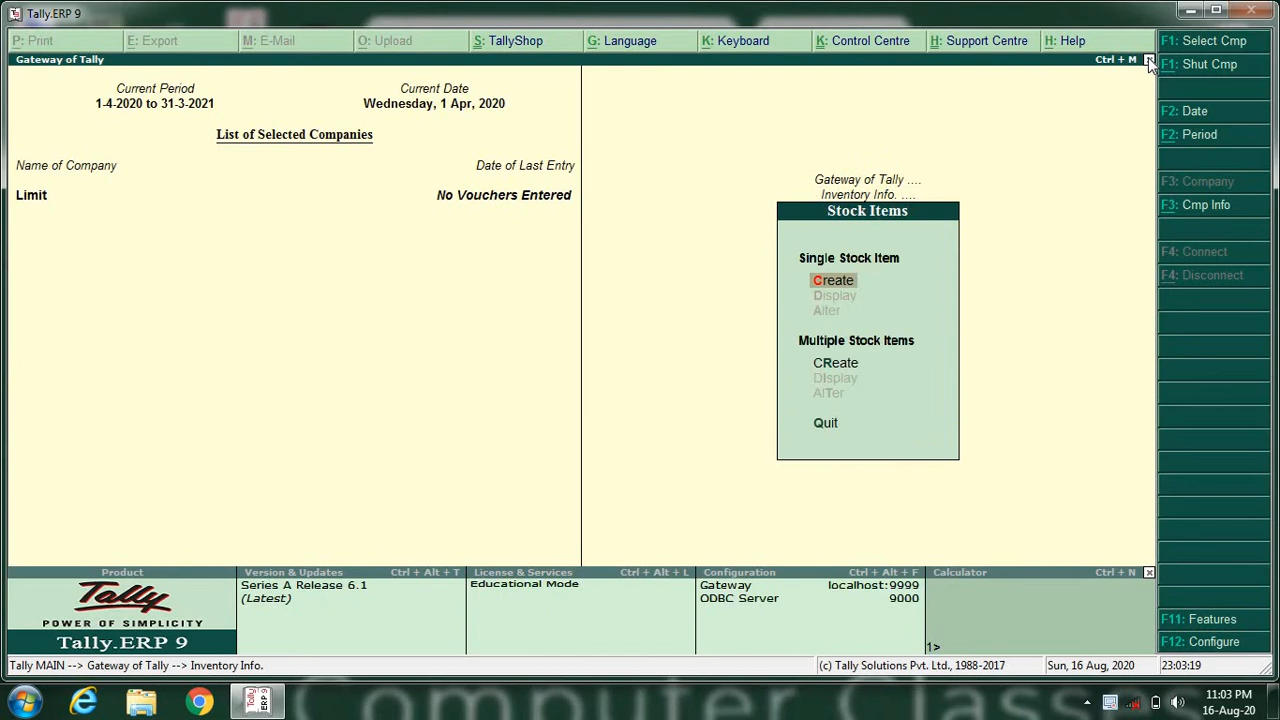 Tally.ERP 9
P: Print
E: Export
M: E-Mail
O: Upload
S: TallyShop
G: Language
K: Keyboard
K: Control Centre
H: Support Centre
H: Help
Gateway of Tally
Ctrl + M
Current Period
Current Date
1-4-2020 to 31-3-2021
Wednesday, 1 Apr, 2020
List of Selected Companies
Name of Company
Date of Last Entry
Limit
No Vouchers Entered
Gateway of Tally ....
Inventory Info. ....
Stock Items
Single Stock Item
Create
Display
Alter
Multiple Stock Items
CReate
DIsplay
AlTer
Quit
F1: Select Cmp
F1: Shut Cmp
F2: Date
F2: Period
F3: Company
F3: Cmp Info
F4: Connect
F4: Disconnect
F11: Features
F12: Configure
Product
Tally
POWER OF SIMPLICITY
Tally.ERP 9
Version & Updates
Ctrl + Alt + T
Series A Release 6.1
(Latest)
License & Services
Ctrl + Alt + L
Educational Mode
Configuration
Ctrl + Alt + F
Gateway
localhost:9999
ODBC Server
9000
Calculator
Ctrl + N
1>
Tally MAIN --> Gateway of Tally --> Inventory Info.
(c) Tally Solutions Pvt. Ltd., 1988-2017
Sun, 16 Aug, 2020
23:03:19
Tally
ERP 9
11:03 PM
16-Aug-20